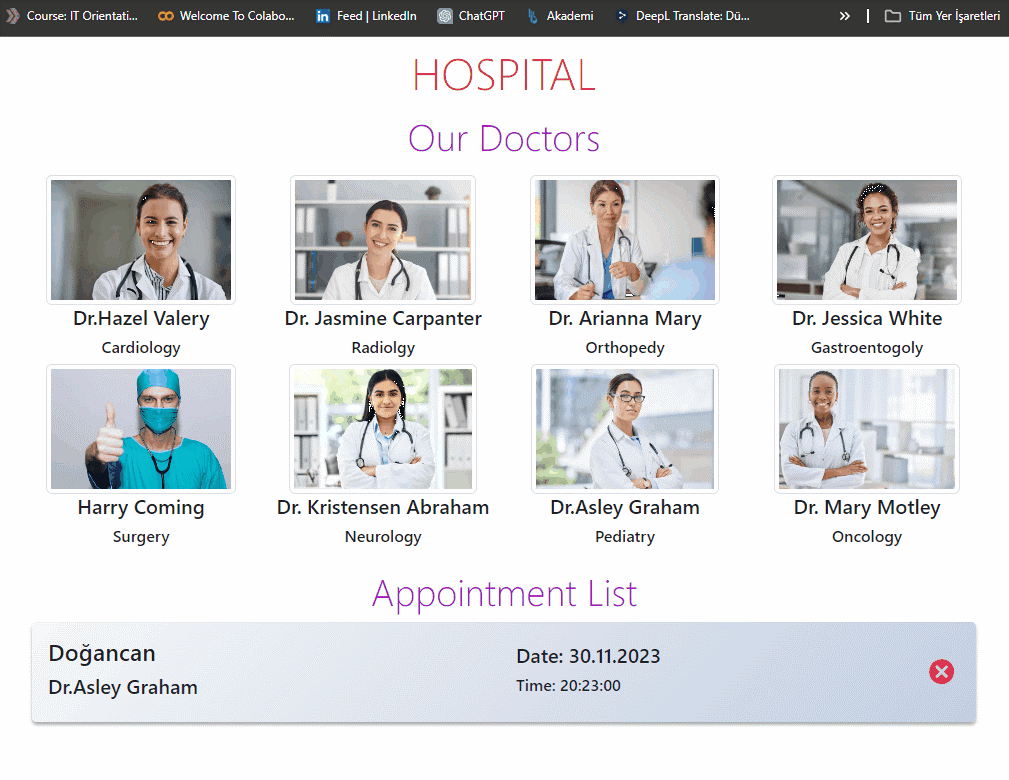 Course: IT Orientati... Welcome To Colabo... Feed | LinkedIn ChatGPT Akademi DeepL Translate: Dü... » | Tüm Yer İşaretleri
HOSPITAL
Our Doctors
Dr.Hazel Valery Dr. Jasmine Carpanter Dr. Arianna Mary Dr. Jessica White
Cardiology Radiolgy Orthopedy Gastroentogoly
Harry Coming Dr. Kristensen Abraham Dr.Asley Graham Dr. Mary Motley
Surgery Neurology Pediatry Oncology
Appointment List
Doğancan
Dr.Asley Graham
Date: 30.11.2023
Time: 20:23:00